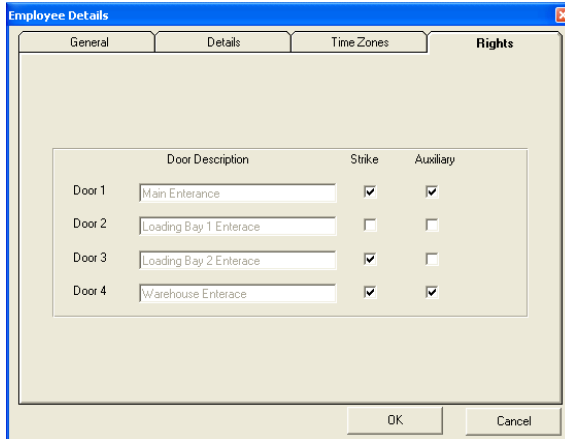 Employee Details
General Details Time Zones Rights
Door Description Strike Auxiliary
Door 1 Main Enterance
Door 2 Loading Bay 1 Enterace
Door 3 Loading Bay 2 Enterace
Door 4 Warehouse Enterace
OK Cancel